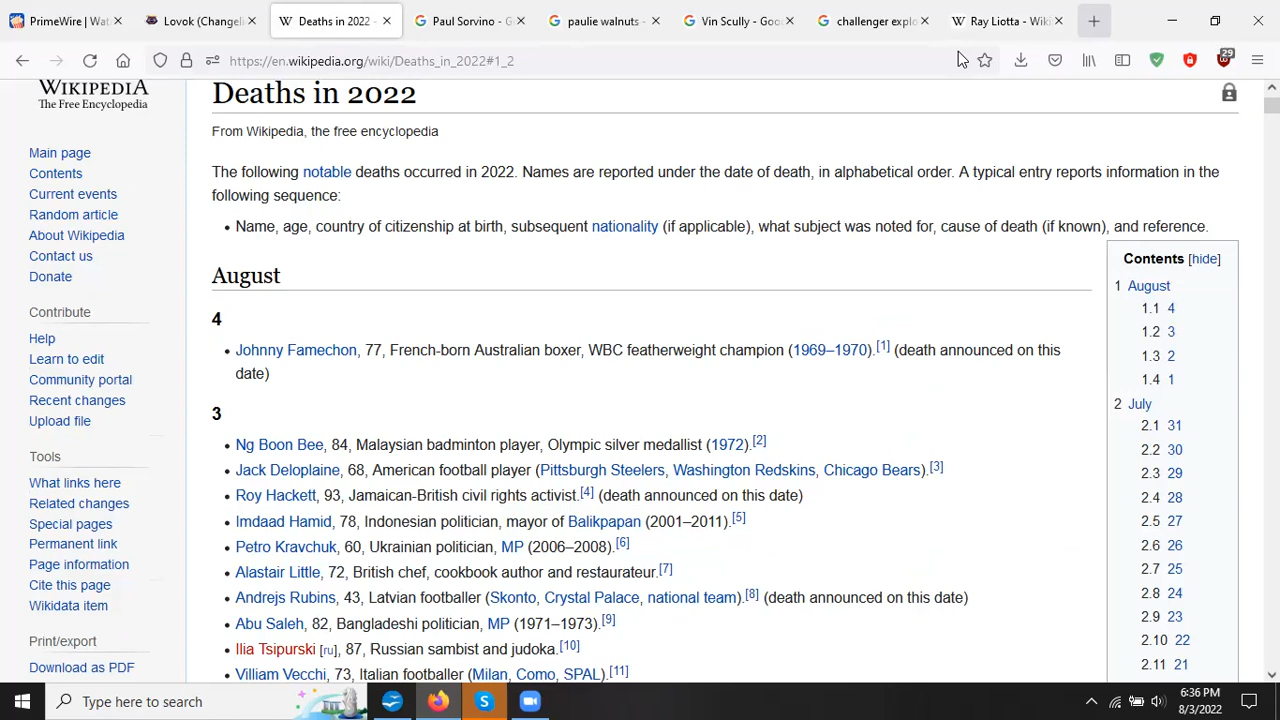 PrimeWire | Wat
Lovok (Changeli
Deaths in 2022 -
Paul Sorvino - G
paulie walnuts -
Vin Scully - Goo
challenger explo
Ray Liotta - Wiki
https://en.wikipedia.org/wiki/Deaths_in_2022#1_2
29
WIKIPEDIA
The Free Encyclopedia
Main page
Contents
Current events
Random article
About Wikipedia
Contact us
Donate
Contribute
Help
Learn to edit
Community portal
Recent changes
Upload file
Tools
What links here
Related changes
Special pages
Permanent link
Page information
Cite this page
Wikidata item
Print/export
Download as PDF
Deaths in 2022
From Wikipedia, the free encyclopedia
The following notable deaths occurred in 2022. Names are reported under the date of death, in alphabetical order. A typical entry reports information in the
following sequence:
• Name, age, country of citizenship at birth, subsequent nationality (if applicable), what subject was noted for, cause of death (if known), and reference.
August
4
• Johnny Famechon, 77, French-born Australian boxer, WBC featherweight champion (1969–1970).[1] (death announced on this
date)
3
• Ng Boon Bee, 84, Malaysian badminton player, Olympic silver medallist (1972).[2]
• Jack Deloplaine, 68, American football player (Pittsburgh Steelers, Washington Redskins, Chicago Bears).[3]
• Roy Hackett, 93, Jamaican-British civil rights activist.[4] (death announced on this date)
• Imdaad Hamid, 78, Indonesian politician, mayor of Balikpapan (2001–2011).[5]
• Petro Kravchuk, 60, Ukrainian politician, MP (2006–2008).[6]
• Alastair Little, 72, British chef, cookbook author and restaurateur.[7]
• Andrejs Rubins, 43, Latvian footballer (Skonto, Crystal Palace, national team).[8] (death announced on this date)
• Abu Saleh, 82, Bangladeshi politician, MP (1971–1973).[9]
• Ilia Tsipurski [ru], 87, Russian sambist and judoka.[10]
• Villiam Vecchi, 73, Italian footballer (Milan, Como, SPAL).[11]
Contents [hide]
1 August
1.1 4
1.2 3
1.3 2
1.4 1
2 July
2.1 31
2.2 30
2.3 29
2.4 28
2.5 27
2.6 26
2.7 25
2.8 24
2.9 23
2.10 22
2.11 21
Type here to search
6:36 PM
8/3/2022